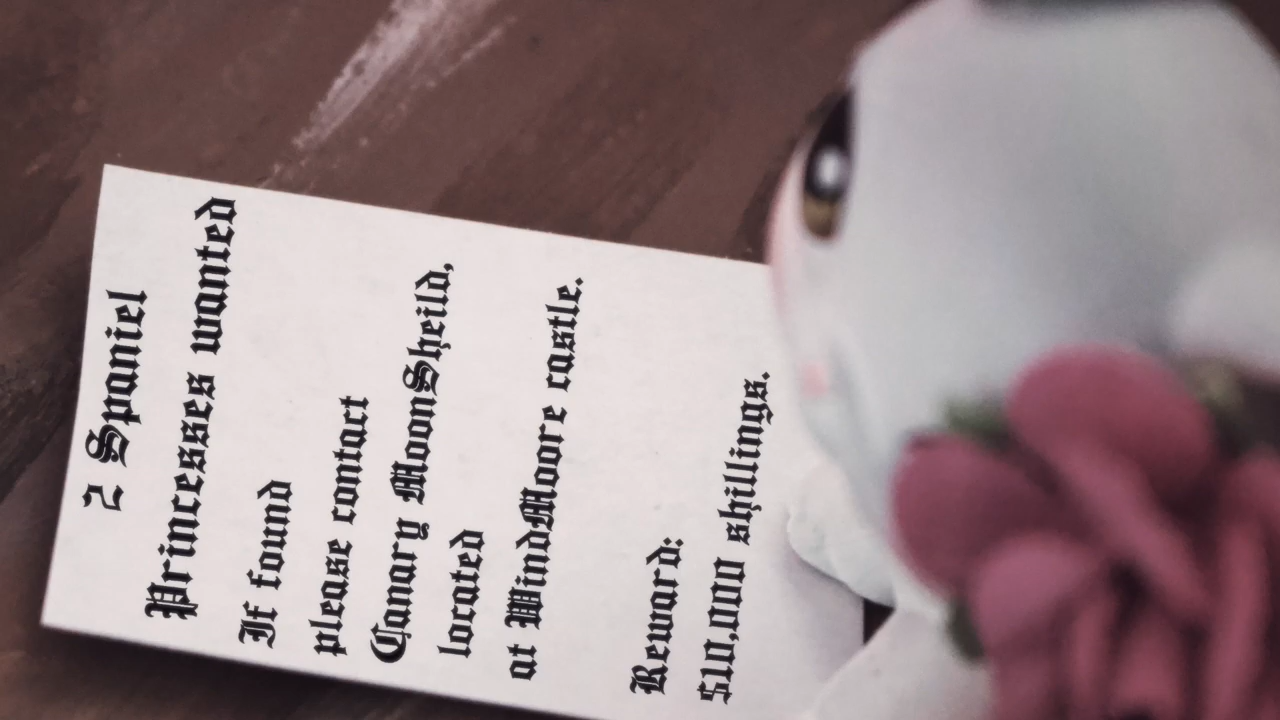 2 Spaniel
Princesses wanted
If found
please contact
Canary MoonSheild,
located
at WindMoore castle.
Reward:
$10,000 shillings.